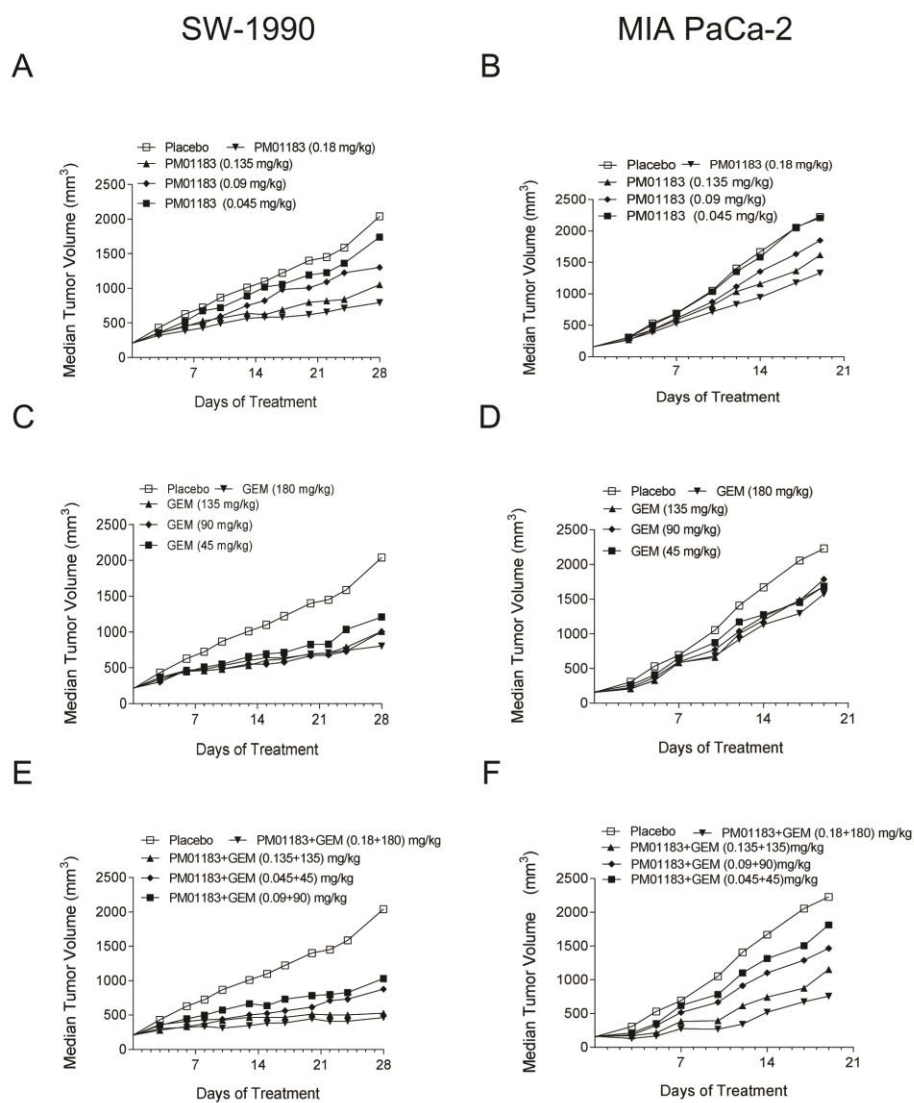 SW-1990
MIA PaCa-2
A
Placebo PM01183 (0.18 mg/kg)
PM01183 (0.135 mg/kg)
PM01183 (0.09 mg/kg)
PM01183 (0.045 mg/kg)
Median Tumor Volume (mm³)
2500
2000
1500
1000
500
0
7 14 21 28
Days of Treatment
B
Placebo PM01183 (0.18 mg/kg)
PM01183 (0.135 mg/kg)
PM01183 (0.09 mg/kg)
PM01183 (0.045 mg/kg)
Median Tumor Volume (mm³)
2500
2000
1500
1000
500
0
7 14 21
Days of Treatment
C
Placebo GEM (180 mg/kg)
GEM (135 mg/kg)
GEM (90 mg/kg)
GEM (45 mg/kg)
Median Tumor Volume (mm³)
2500
2000
1500
1000
500
0
7 14 21 28
Days of Treatment
D
Placebo GEM (180 mg/kg)
GEM (135 mg/kg)
GEM (90 mg/kg)
GEM (45 mg/kg)
Median Tumor Volume (mm³)
2500
2000
1500
1000
500
0
7 14 21
Days of Treatment
E
Placebo PM01183+GEM (0.18+180) mg/kg
PM01183+GEM (0.135+135) mg/kg
PM01183+GEM (0.045+45) mg/kg
PM01183+GEM (0.09+90) mg/kg
Median Tumor Volume (mm³)
2500
2000
1500
1000
500
0
7 14 21 28
Days of Treatment
F
Placebo PM01183+GEM (0.18+180) mg/kg
PM01183+GEM (0.135+135)mg/kg
PM01183+GEM (0.09+90)mg/kg
PM01183+GEM (0.045+45)mg/kg
Median Tumor Volume (mm³)
2500
2000
1500
1000
500
0
7 14 21
Days of Treatment